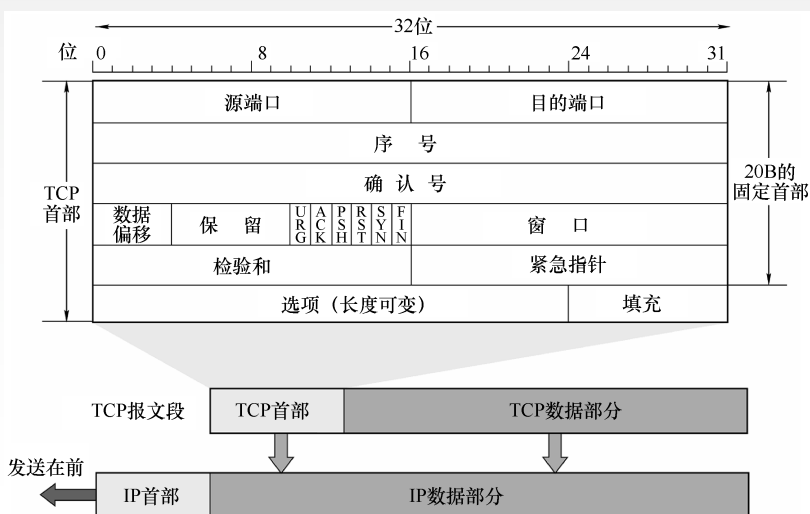 32位
位 0 8 16 24 31
源端口 目的端口
序 号
确 认 号
TCP
首部
20B的
固定首部
数据
偏移
保 留
URG
ACK
PSH
RST
SYN
FIN
窗 口
检验和 紧急指针
选项（长度可变） 填充
TCP报文段 TCP首部 TCP数据部分
发送在前
IP首部 IP数据部分